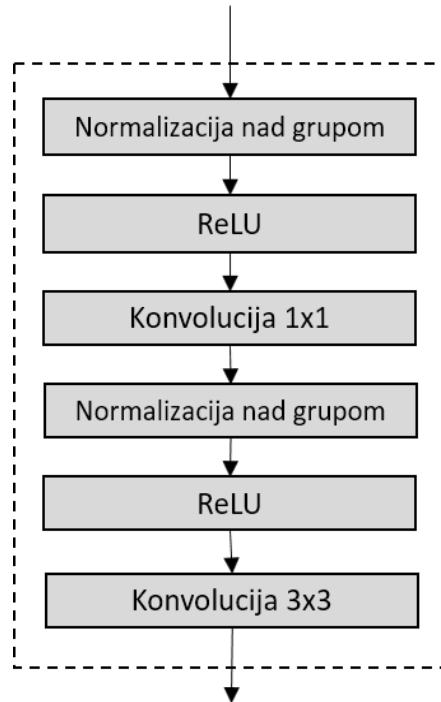 Normalizacija nad grupom
ReLU
Konvolucija 1x1
Normalizacija nad grupom
ReLU
Konvolucija 3x3